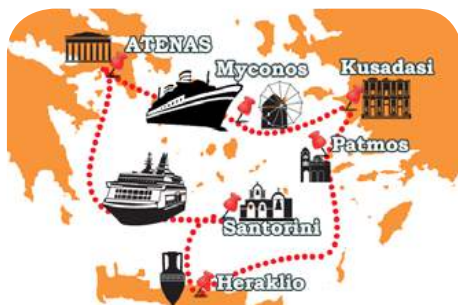 ATENAS
Myconos
Kusadasi
Patmos
Santorini
Heraklio